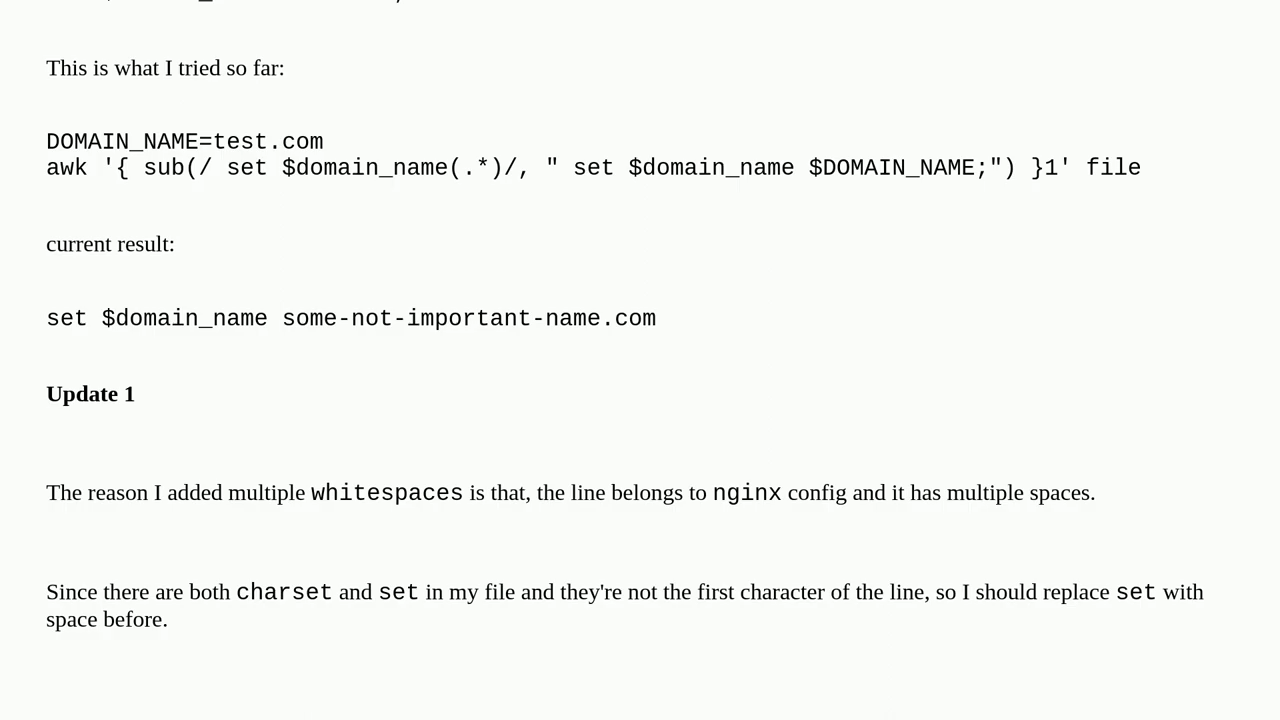 This is what I tried so far:
DOMAIN_NAME=test.com
awk '{ sub(/ set $domain_name(.*)/, " set $domain_name $DOMAIN_NAME;") }1' file
current result:
set $domain_name some-not-important-name.com
Update 1
The reason I added multiple whitespaces is that, the line belongs to nginx config and it has multiple spaces.
Since there are both charset and set in my file and they're not the first character of the line, so I should replace set with
space before.